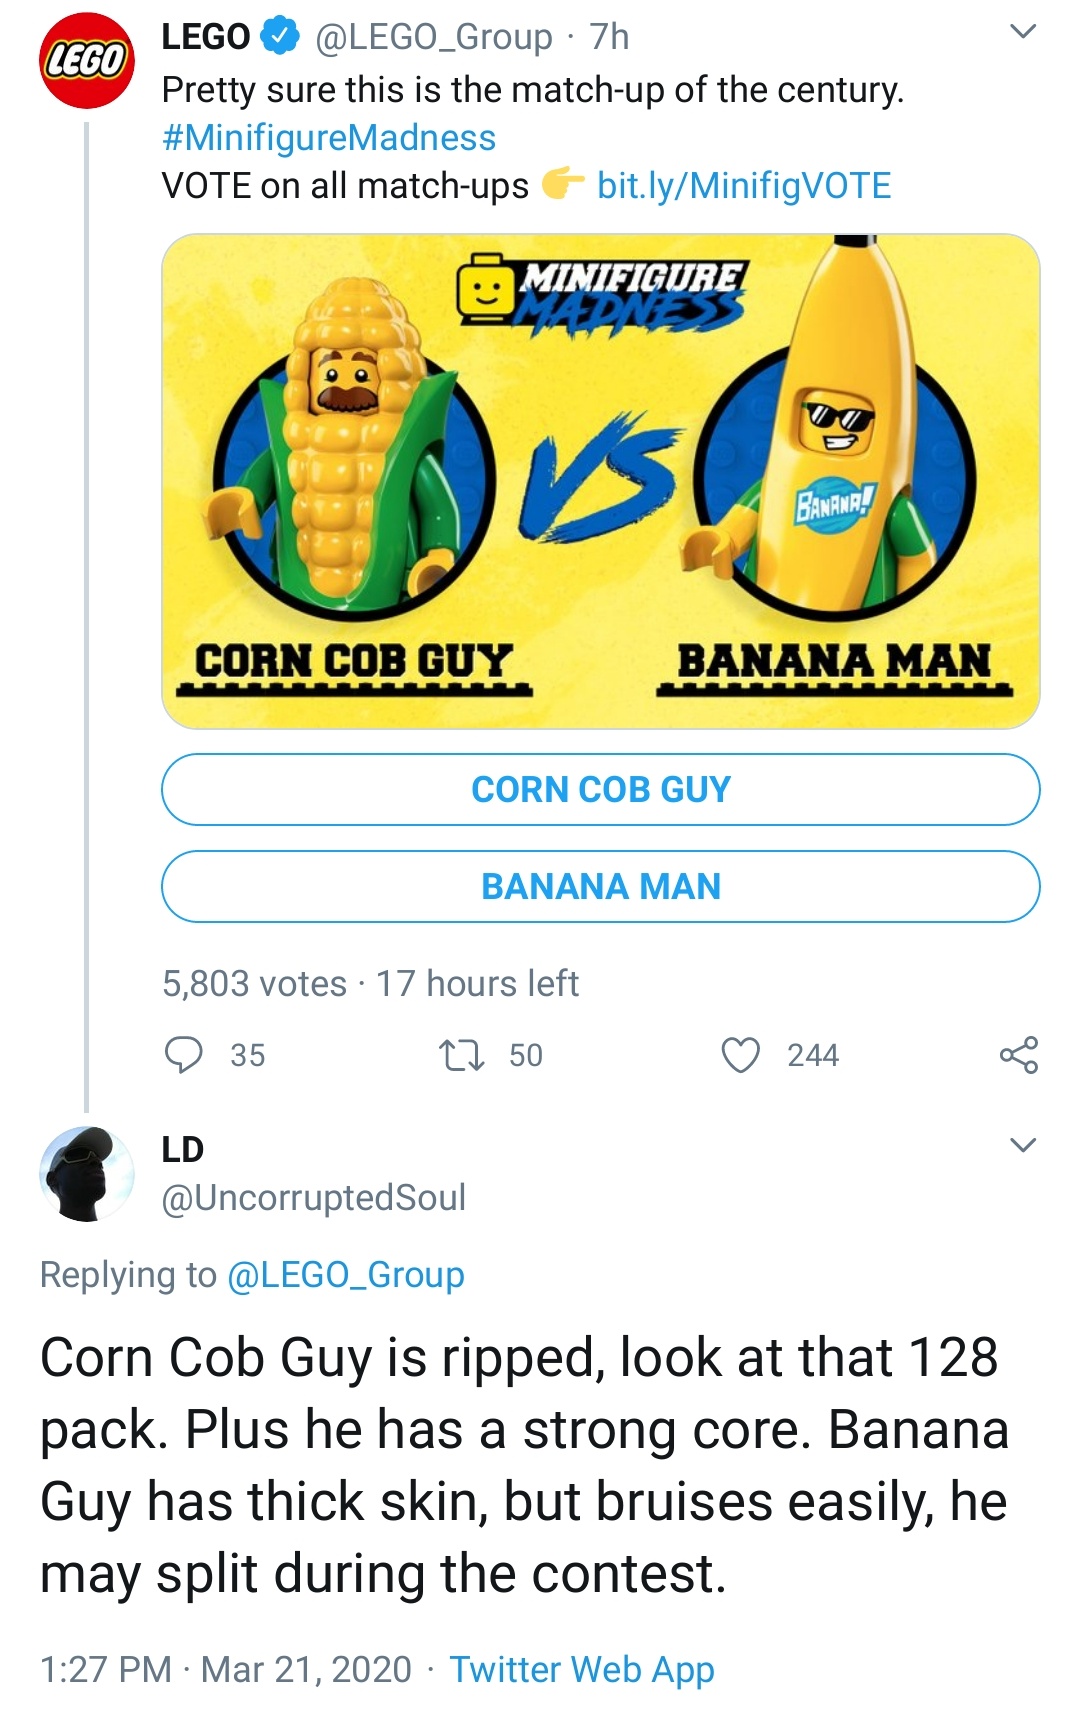 LEGO
LEGO @LEGO_Group · 7h
Pretty sure this is the match-up of the century.
#MinifigureMadness
VOTE on all match-ups 👉 bit.ly/MinifigVOTE
MINIFIGURE
MADNESS
VS
BANANA!
CORN COB GUY
BANANA MAN
CORN COB GUY
BANANA MAN
5,803 votes · 17 hours left
35 50 244
LD
@UncorruptedSoul
Replying to @LEGO_Group
Corn Cob Guy is ripped, look at that 128
pack. Plus he has a strong core. Banana
Guy has thick skin, but bruises easily, he
may split during the contest.
1:27 PM · Mar 21, 2020 · Twitter Web App